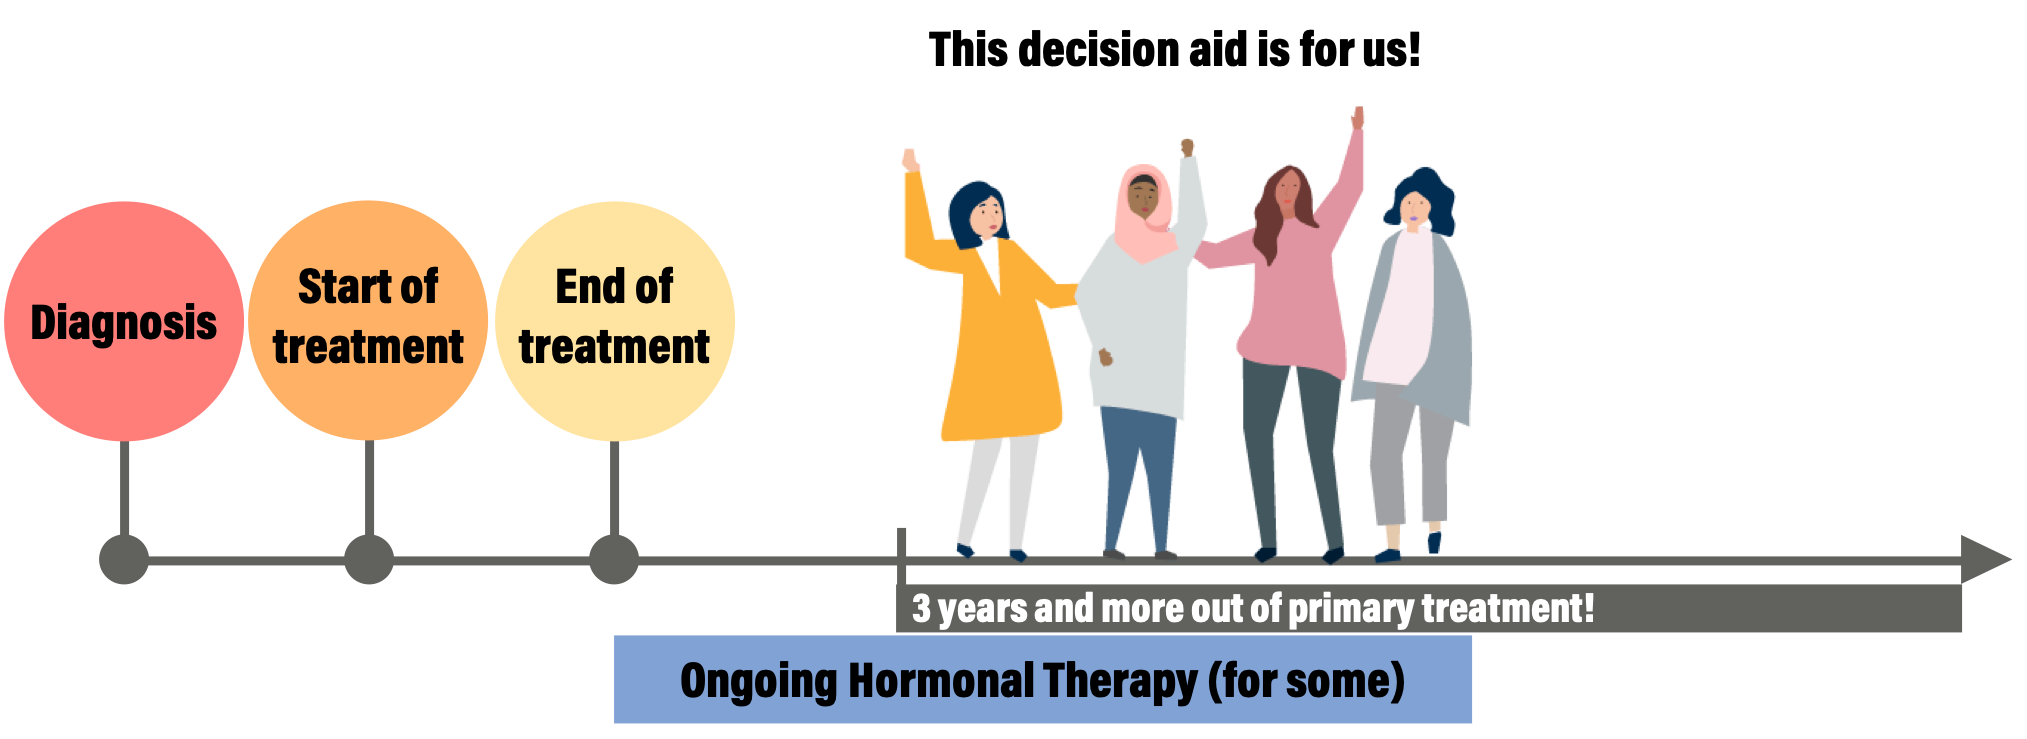 This decision aid is for us!
Diagnosis
Start of
treatment
End of
treatment
3 years and more out of primary treatment!
Ongoing Hormonal Therapy (for some)